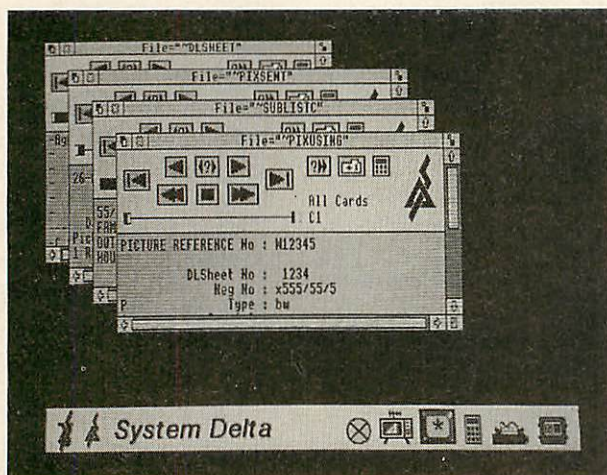 File="~DLSHEET"
File="~PIXSENT"
File="~SUBLISTC"
File="~PIXUSING"
All Cards
C1
PICTURE REFERENCE No : W12345
DLSheet No : 1234
Neg No : x555/55/5
P Type : bw
System Delta